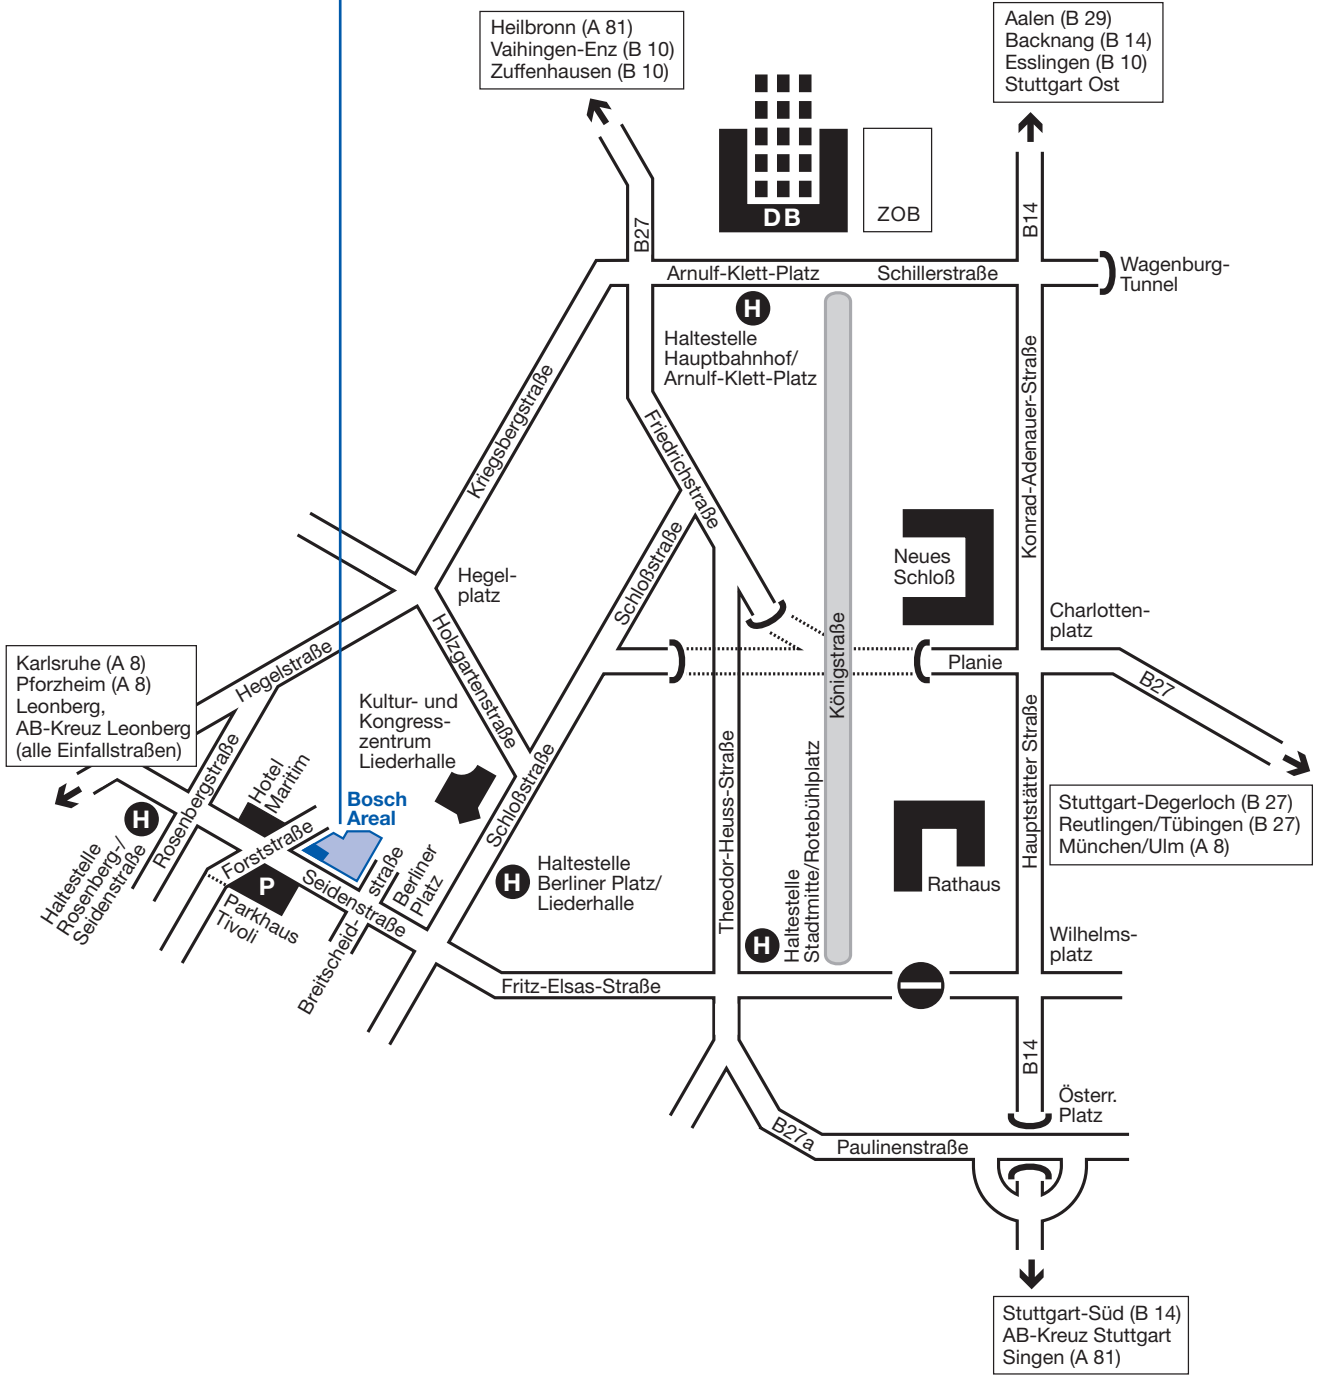 Heilbronn (A 81)
Vaihingen-Enz (B 10)
Zuffenhausen (B 10)
Aalen (B 29)
Backnang (B 14)
Esslingen (B 10)
Stuttgart Ost
DB
ZOB
B27
B14
Arnulf-Klett-Platz
Schillerstraße
Wagenburg-
Tunnel
H
Haltestelle
Hauptbahnhof/
Arnulf-Klett-Platz
Kriegsbergstraße
Friedrichstraße
Konrad-Adenauer-Straße
Schloßstraße
Neues
Schloß
Hegel-
platz
Charlotten-
platz
Holzgartenstraße
Hegelstraße
Königstraße
Planie
B27
Karlsruhe (A 8)
Pforzheim (A 8)
Leonberg,
AB-Kreuz Leonberg
(alle Einfallstraßen)
Kultur- und
Kongress-
zentrum
Liederhalle
Rosenbergstraße
Hotel
Maritim
Bosch
Areal
Schloßstraße
Theodor-Heuss-Straße
Hauptstätter Straße
Stuttgart-Degerloch (B 27)
Reutlingen/Tübingen (B 27)
München/Ulm (A 8)
H
Haltestelle
Rosenberg-/
Seidenstraße
Forststraße
P
Parkhaus
Tivoli
Seidenstraße
Breitscheid-
straße
Berliner
Platz
H
Haltestelle
Berliner Platz/
Liederhalle
Rathaus
H
Haltestelle
Stadtmitte/Rotebühlplatz
Wilhelms-
platz
Fritz-Elsas-Straße
B14
Österr.
Platz
B27a
Paulinenstraße
Stuttgart-Süd (B 14)
AB-Kreuz Stuttgart
Singen (A 81)